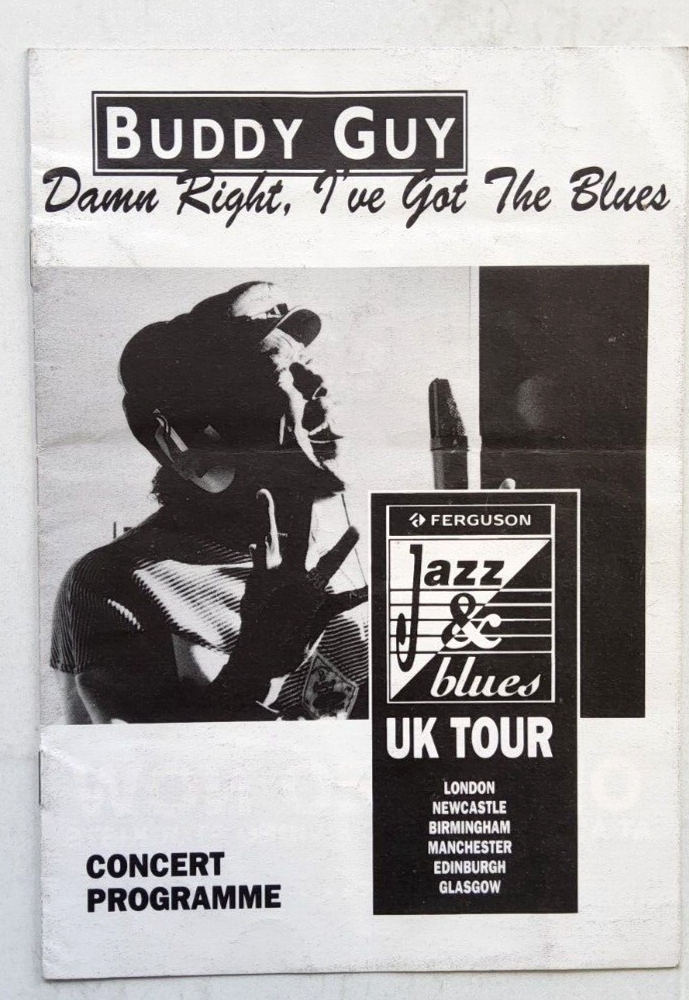 BUDDY GUY
Damn Right, I've Got The Blues
FERGUSON
Jazz
&
blues
UK TOUR
LONDON
NEWCASTLE
BIRMINGHAM
MANCHESTER
EDINBURGH
GLASGOW
CONCERT
PROGRAMME